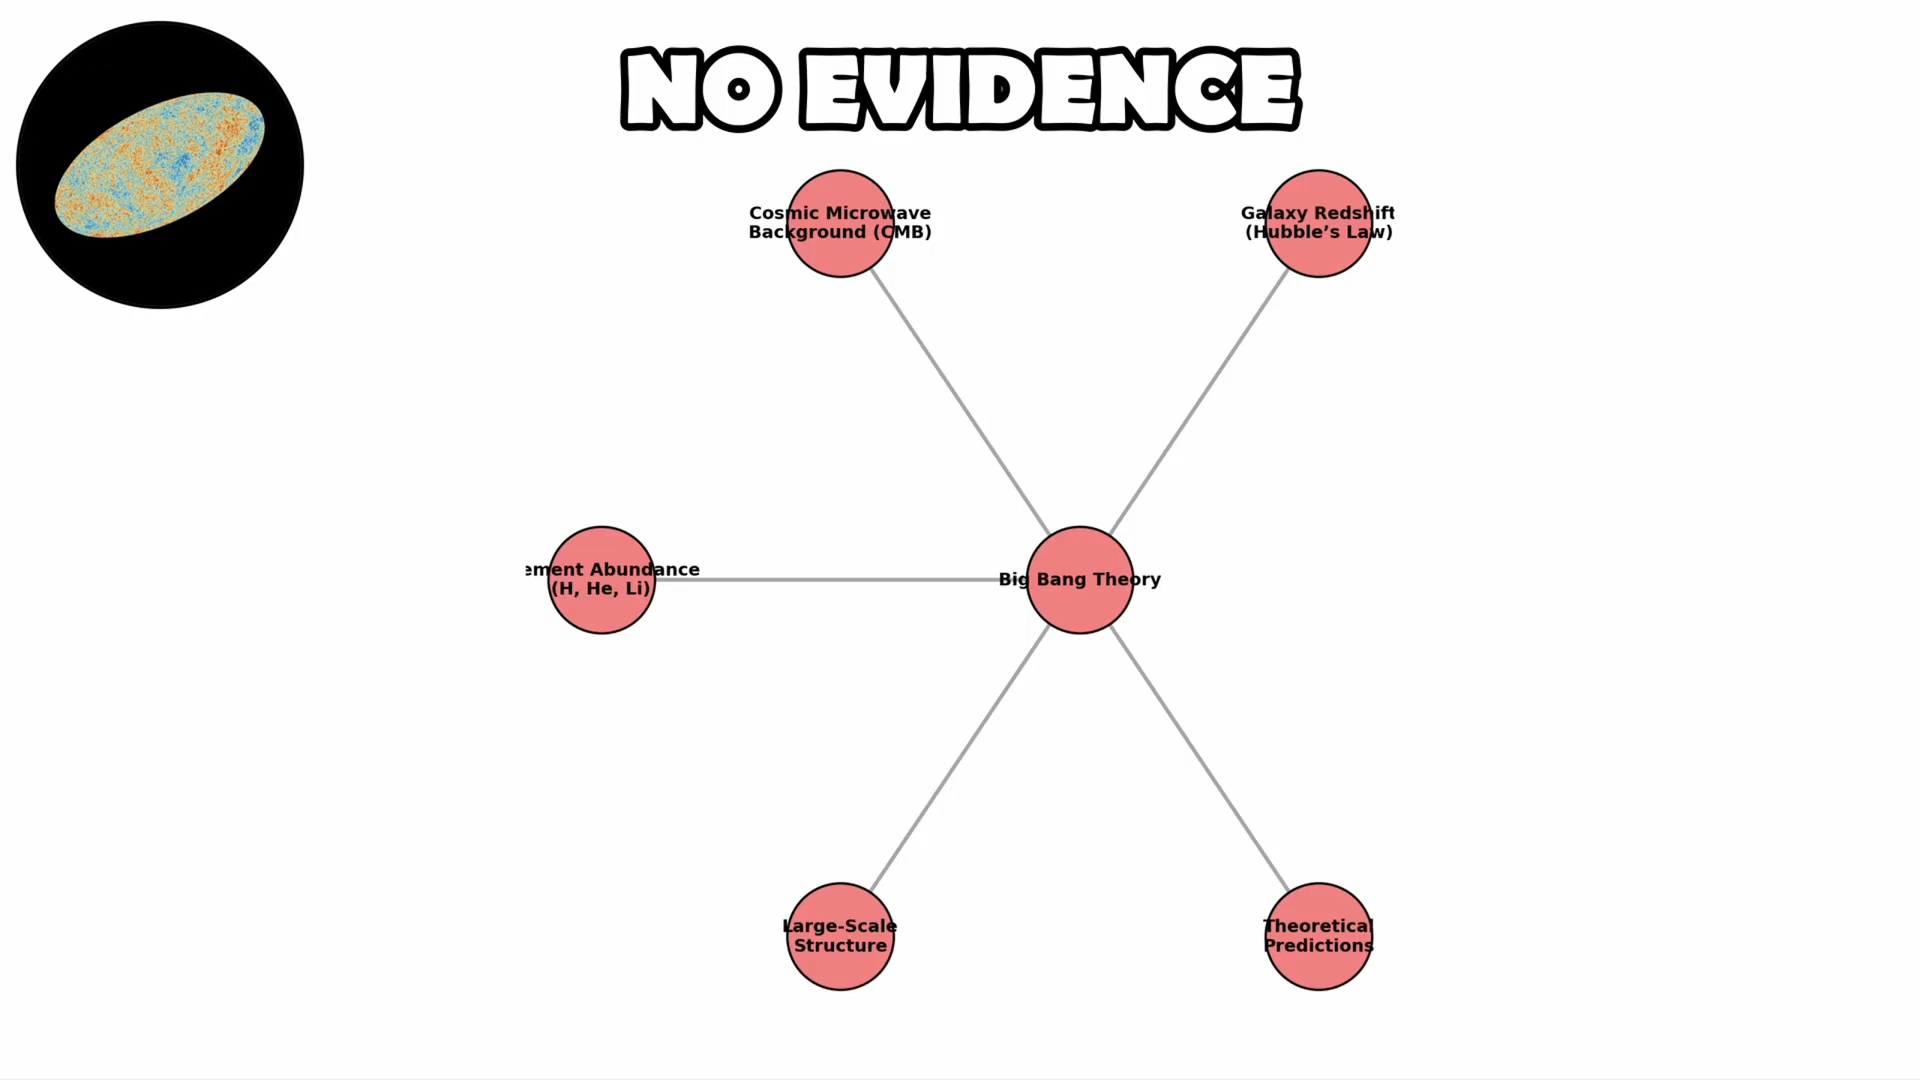 NO EVIDENCE
Cosmic Microwave
Background (CMB)
Galaxy Redshift
(Hubble’s Law)
ement Abundance
(H, He, Li)
Big Bang Theory
Large-Scale
Structure
Theoretical
Predictions